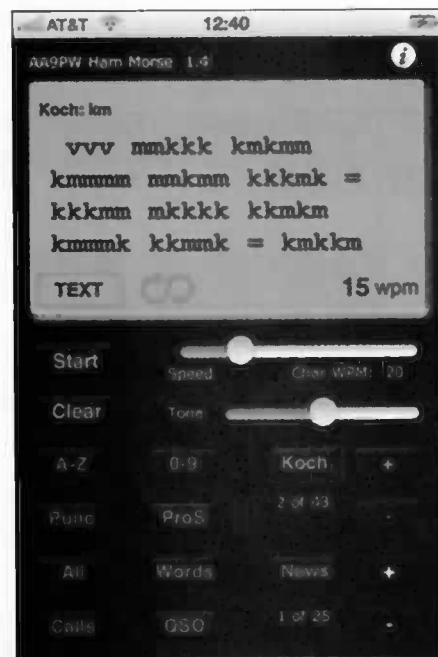 AT&T 12:40
AA9PW Ham Morse 1.4 i
Koch: km
vvv mmkkk kmkmm
kmmmm mmkmm kkkmk =
kkkmm mkkkk kkmkm
kmmmk kkmmk = kmkkm
TEXT 15 wpm
Start Speed Char WPM: 20
Clear Tone
A-Z 0-9 Koch +
2 of 43
Punc ProS -
All Words News +
1 of 25
Calls QSO -